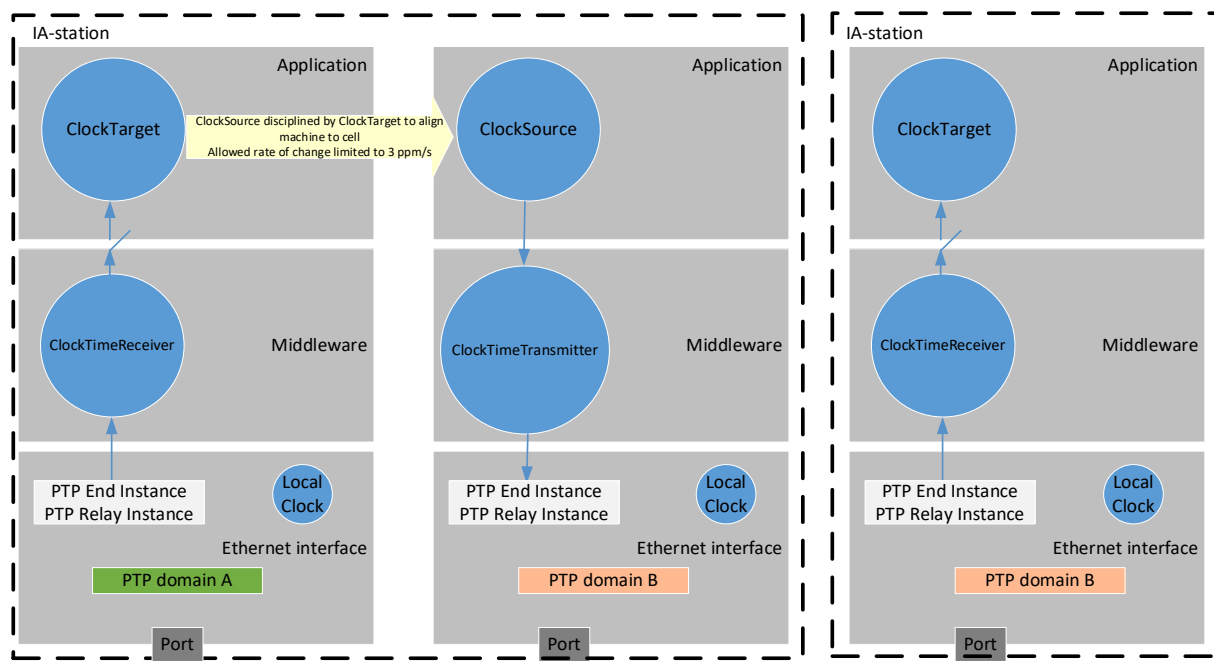 IA-station
Application
ClockTarget
ClockSource disciplined by ClockTarget to align
machine to cell
Allowed rate of change limited to 3 ppm/s
Application
ClockSource
ClockTimeReceiver
Middleware
ClockTimeTransmitter
Middleware
PTP End Instance
PTP Relay Instance
Local
Clock
Ethernet interface
PTP domain A
Port
PTP End Instance
PTP Relay Instance
Local
Clock
Ethernet interface
PTP domain B
Port
IA-station
Application
ClockTarget
ClockTimeReceiver
Middleware
PTP End Instance
PTP Relay Instance
Local
Clock
Ethernet interface
PTP domain B
Port